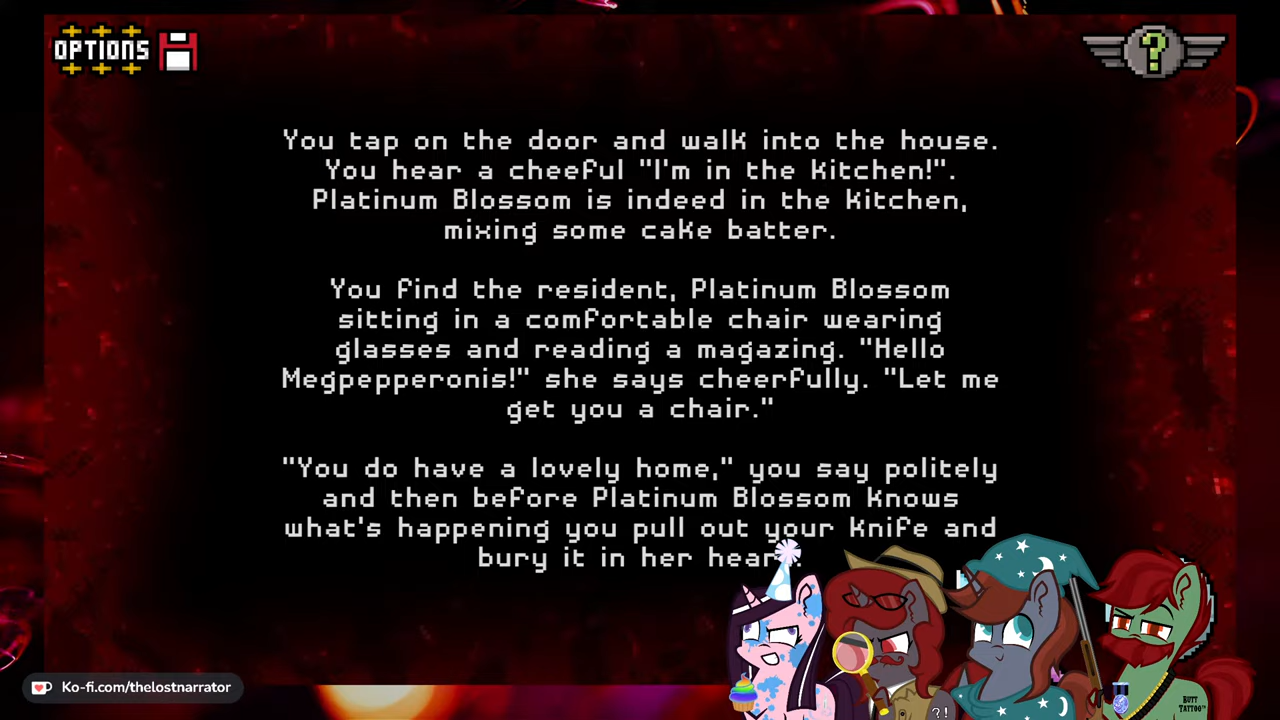 OPTIONS
?
You tap on the door and walk into the house.
You hear a cheeful "I'm in the kitchen!".
Platinum Blossom is indeed in the kitchen,
mixing some cake batter.
You find the resident, Platinum Blossom
sitting in a comfortable chair wearing
glasses and reading a magazing. "Hello
Megpepperonis!" she says cheerfully. "Let me
get you a chair."
"You do have a lovely home," you say politely
and then before Platinum Blossom knows
what's happening you pull out your knife and
bury it in her
Ko-fi.com/thelostnarrator
?!
BUTT
TATTOO™